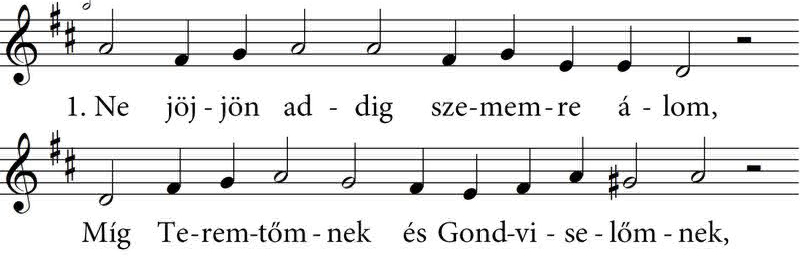 1. Ne jöj - jön ad - dig sze-mem-re á - lom,
Míg Te-rem-tőm - nek és Gond-vi - se - lőm - nek,